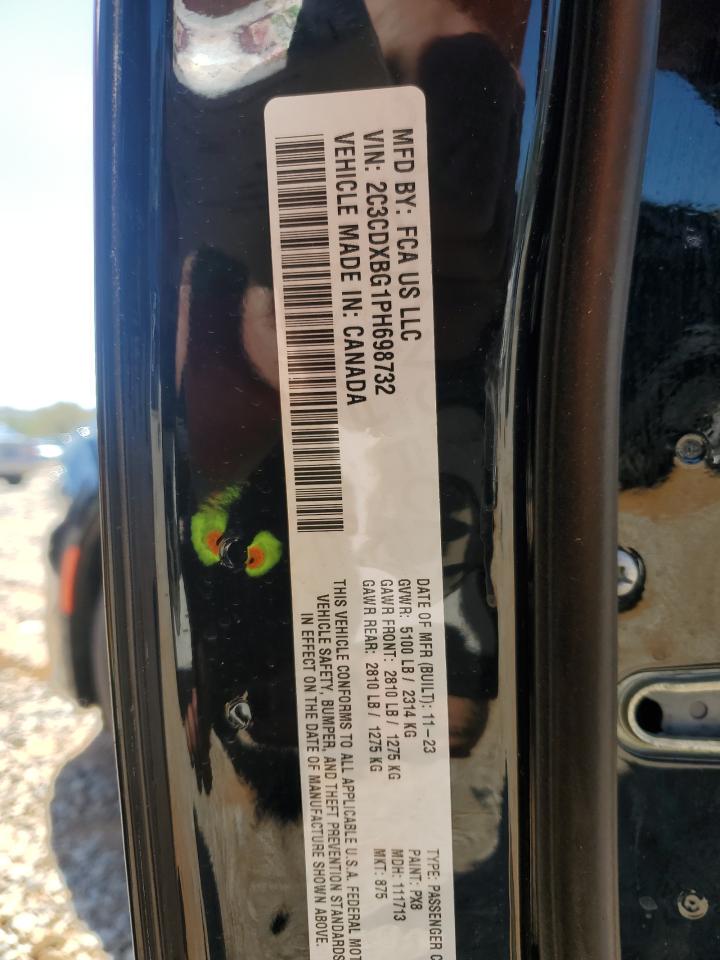 MFD BY: FCA US LLC
VIN: 2C3CDXBG1PH698732
VEHICLE MADE IN: CANADA
DATE OF MFR (BUILT): 11-23
GVWR: 5100 LB / 2314 KG
GAWR FRONT: 2810 LB / 1275 KG
GAWR REAR: 2810 LB / 1275 KG
THIS VEHICLE CONFORMS TO ALL APPLICABLE U.S.A. FEDERAL MOT
VEHICLE SAFETY, BUMPER, AND THEFT PREVENTION STANDARDS
IN EFFECT ON THE DATE OF MANUFACTURE SHOWN ABOVE.
TYPE: PASSENGER C
PAINT: PX8
MDH: 111713
MKT: 875